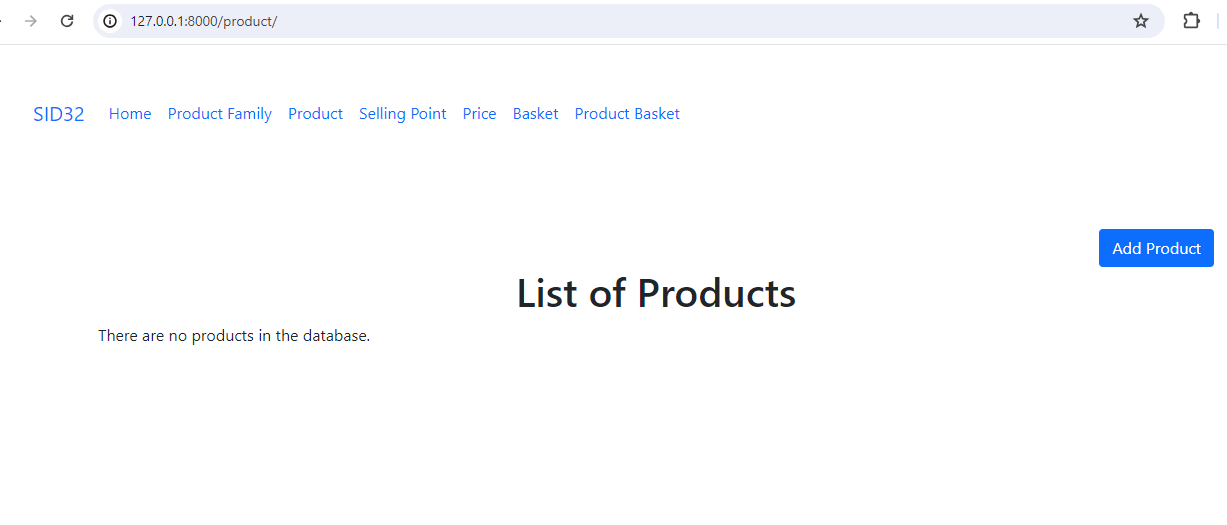 127.0.0.1:8000/product/
SID32 Home Product Family Product Selling Point Price Basket Product Basket
Add Product
List of Products
There are no products in the database.